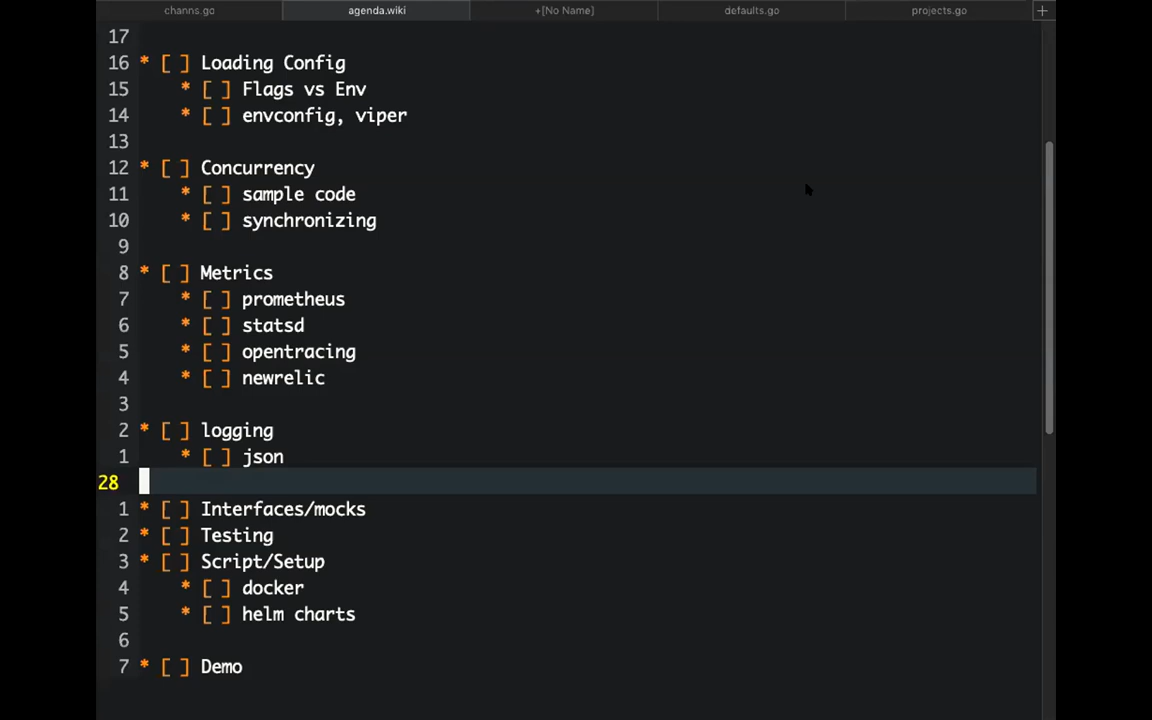 channs.go agenda.wiki +[No Name] defaults.go projects.go +
17
16 * [ ] Loading Config
15 * [ ] Flags vs Env
14 * [ ] envconfig, viper
13
12 * [ ] Concurrency
11 * [ ] sample code
10 * [ ] synchronizing
9
8 * [ ] Metrics
7 * [ ] prometheus
6 * [ ] statsd
5 * [ ] opentracing
4 * [ ] newrelic
3
2 * [ ] logging
1 * [ ] json
28
1 * [ ] Interfaces/mocks
2 * [ ] Testing
3 * [ ] Script/Setup
4 * [ ] docker
5 * [ ] helm charts
6
7 * [ ] Demo